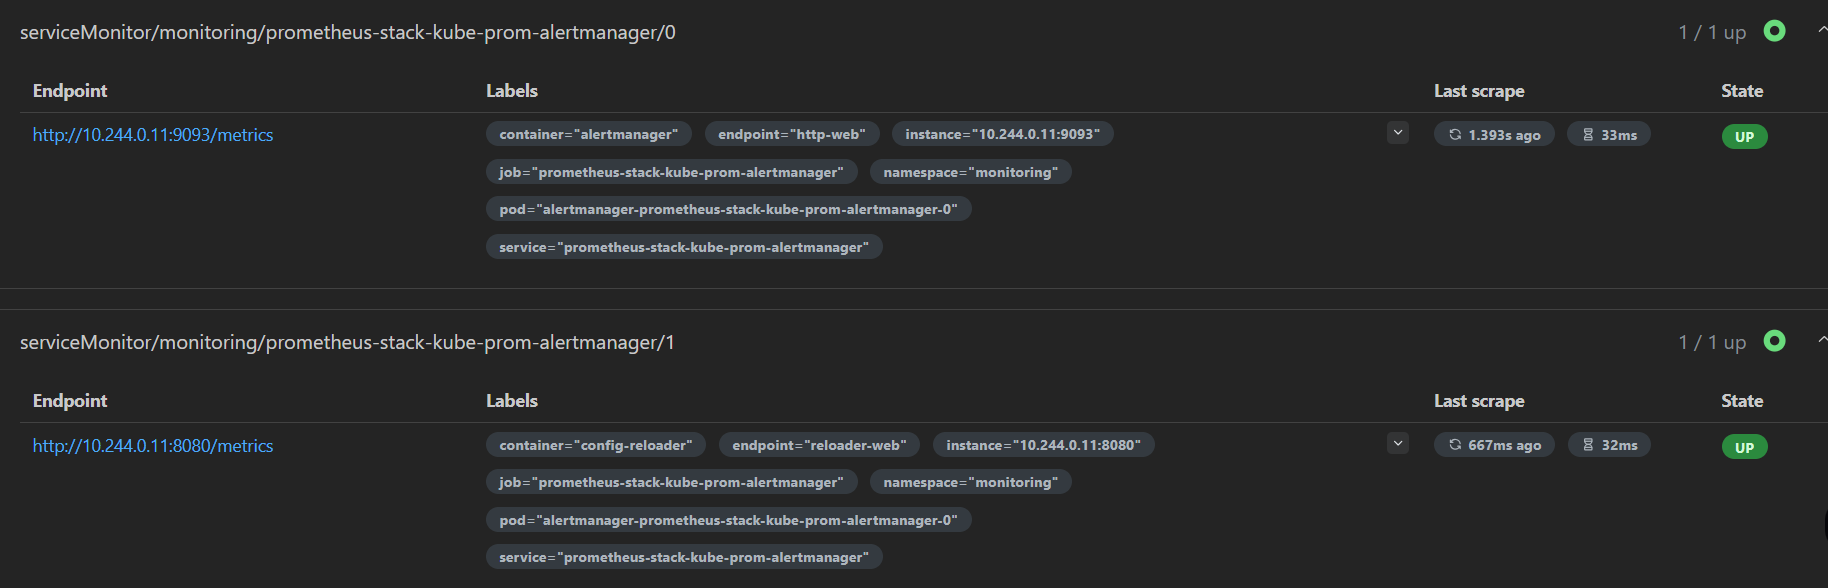 serviceMonitor/monitoring/prometheus-stack-kube-prom-alertmanager/0 1 / 1 up
Endpoint Labels Last scrape State
http://10.244.0.11:9093/metrics container="alertmanager" endpoint="http-web" instance="10.244.0.11:9093" 1.393s ago 33ms UP
job="prometheus-stack-kube-prom-alertmanager" namespace="monitoring"
pod="alertmanager-prometheus-stack-kube-prom-alertmanager-0"
service="prometheus-stack-kube-prom-alertmanager"
serviceMonitor/monitoring/prometheus-stack-kube-prom-alertmanager/1 1 / 1 up
Endpoint Labels Last scrape State
http://10.244.0.11:8080/metrics container="config-reloader" endpoint="reloader-web" instance="10.244.0.11:8080" 667ms ago 32ms UP
job="prometheus-stack-kube-prom-alertmanager" namespace="monitoring"
pod="alertmanager-prometheus-stack-kube-prom-alertmanager-0"
service="prometheus-stack-kube-prom-alertmanager"